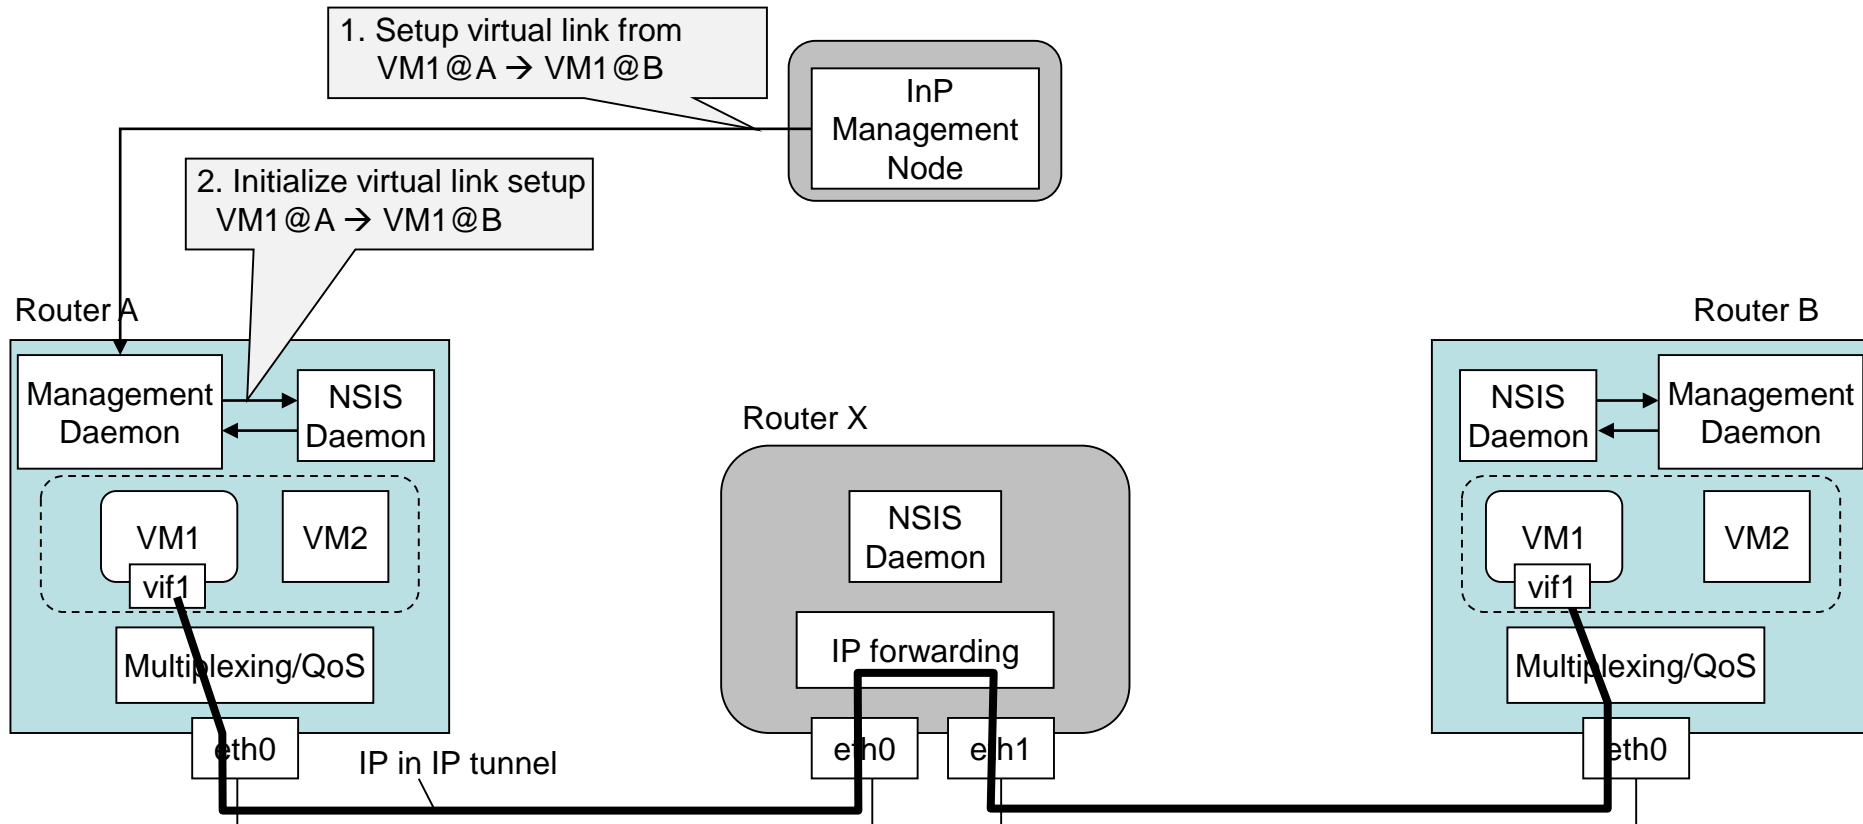 1. Setup virtual link from
VM1@A → VM1@B
InP
Management
Node
2. Initialize virtual link setup
VM1@A → VM1@B
Router A
Router B
Management
Daemon
NSIS
Daemon
Router X
NSIS
Daemon
Management
Daemon
VM1
VM2
vif1
NSIS
Daemon
VM1
VM2
vif1
Multiplexing/QoS
IP forwarding
Multiplexing/QoS
eth0
IP in IP tunnel
eth0
eth1
eth0